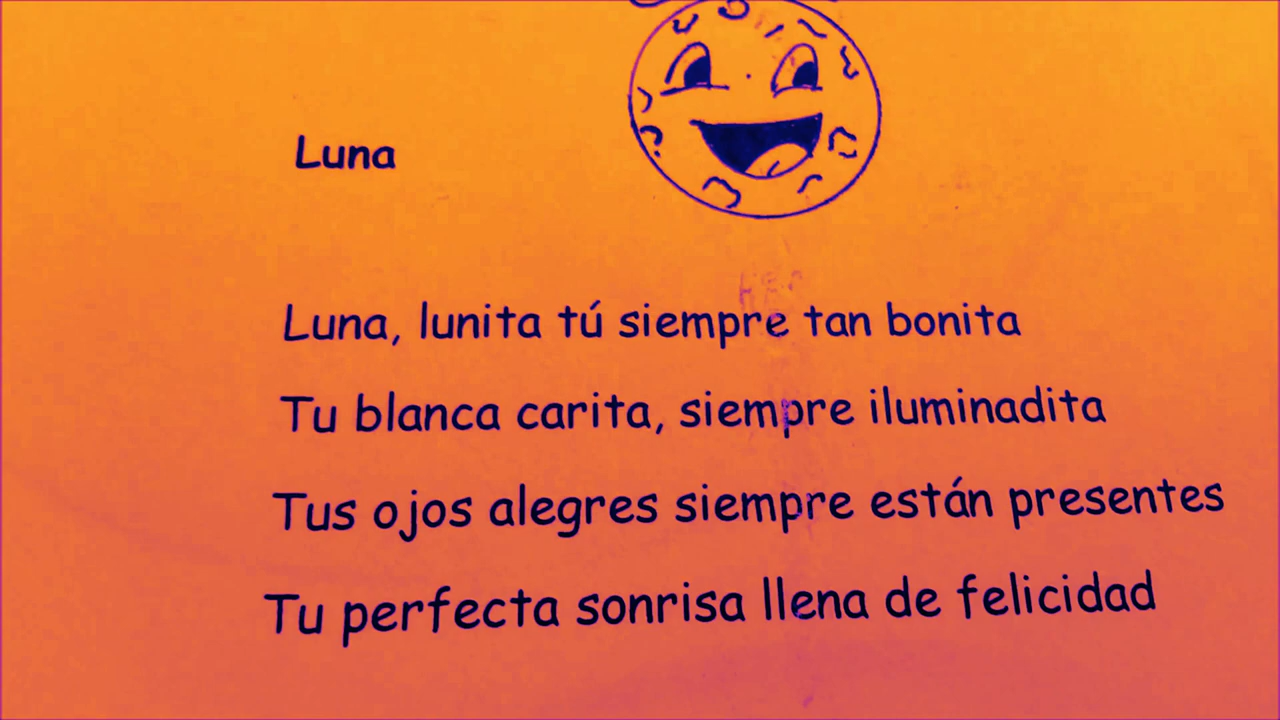 Luna
Luna, lunita tú siempre tan bonita
Tu blanca carita, siempre iluminadita
Tus ojos alegres siempre están presentes
Tu perfecta sonrisa llena de felicidad